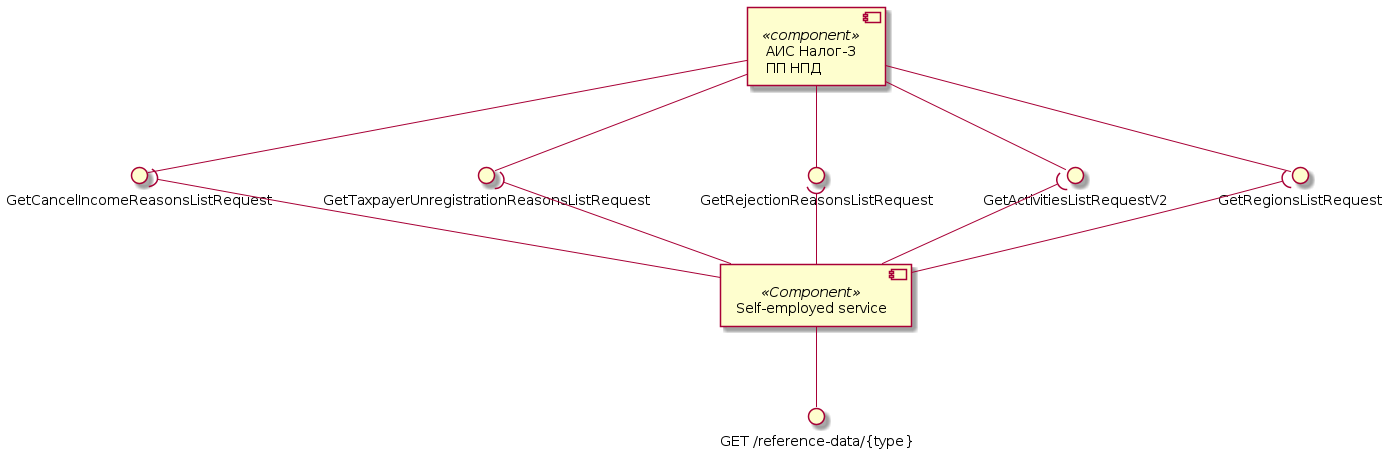 «component»
АИС Налог-3
ПП НПД
GetCancelIncomeReasonsListRequest
GetTaxpayerUnregistrationReasonsListRequest
GetRejectionReasonsListRequest
GetActivitiesListRequestV2
GetRegionsListRequest
«Component»
Self-employed service
GET /reference-data/{type}